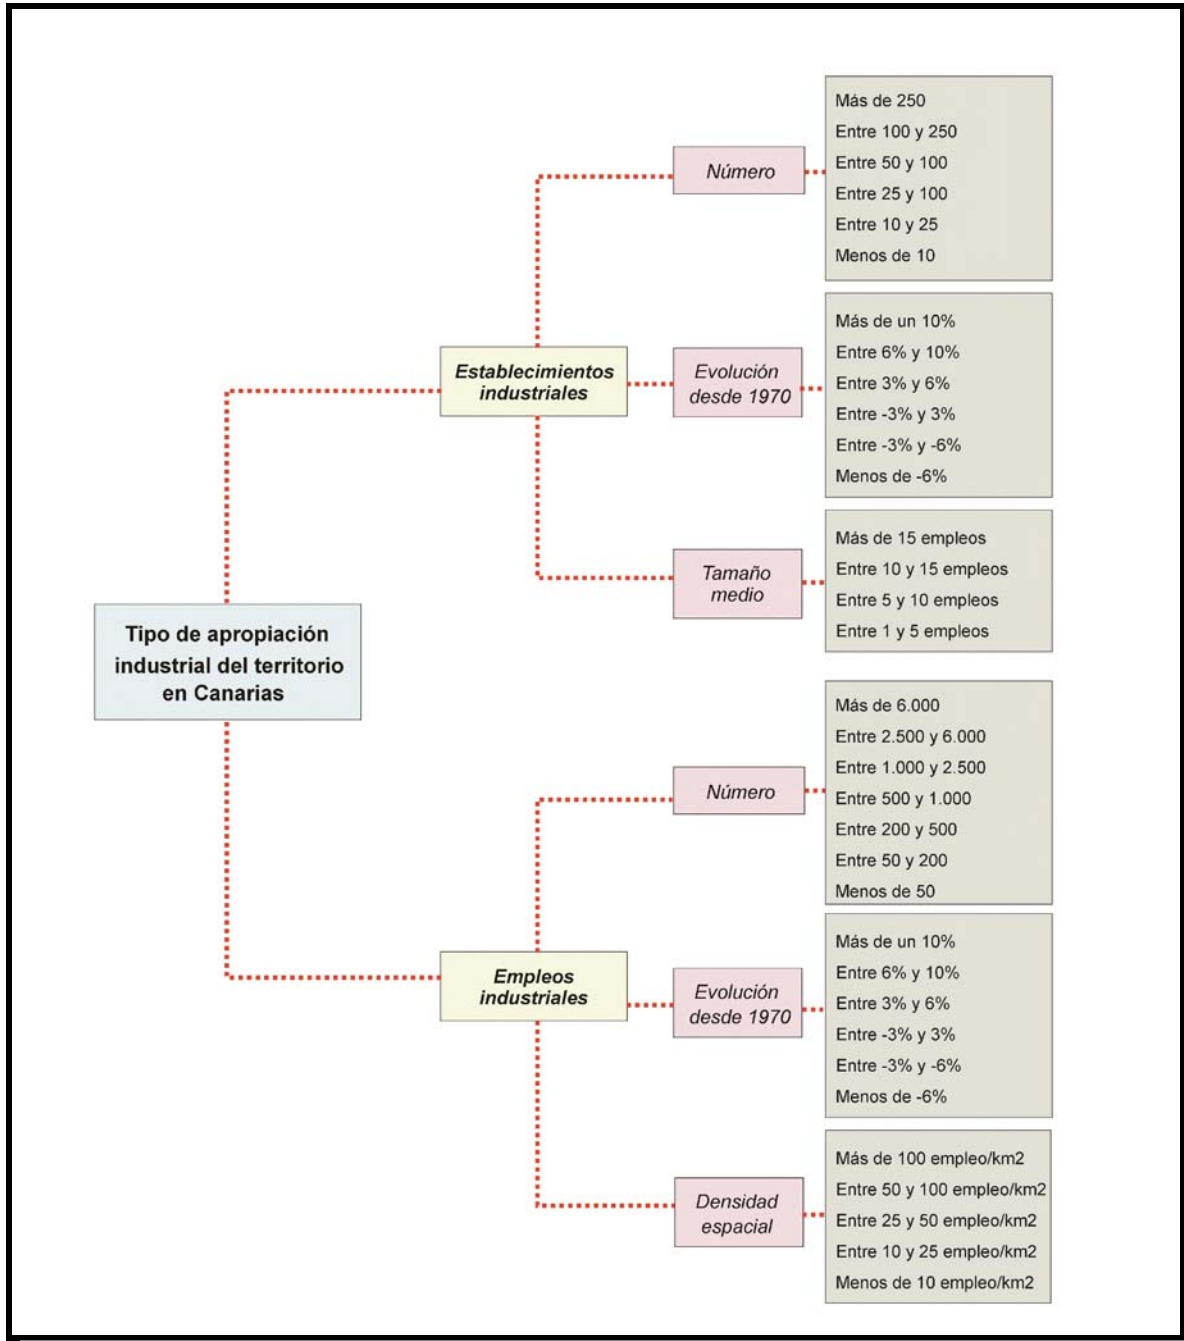 Tipo de apropiación
industrial del territorio
en Canarias
Establecimientos
industriales
Número
Más de 250
Entre 100 y 250
Entre 50 y 100
Entre 25 y 100
Entre 10 y 25
Menos de 10
Evolución
desde 1970
Más de un 10%
Entre 6% y 10%
Entre 3% y 6%
Entre -3% y 3%
Entre -3% y -6%
Menos de -6%
Tamaño
medio
Más de 15 empleos
Entre 10 y 15 empleos
Entre 5 y 10 empleos
Entre 1 y 5 empleos
Empleos
industriales
Número
Más de 6.000
Entre 2.500 y 6.000
Entre 1.000 y 2.500
Entre 500 y 1.000
Entre 200 y 500
Entre 50 y 200
Menos de 50
Evolución
desde 1970
Más de un 10%
Entre 6% y 10%
Entre 3% y 6%
Entre -3% y 3%
Entre -3% y -6%
Menos de -6%
Densidad
espacial
Más de 100 empleo/km2
Entre 50 y 100 empleo/km2
Entre 25 y 50 empleo/km2
Entre 10 y 25 empleo/km2
Menos de 10 empleo/km2